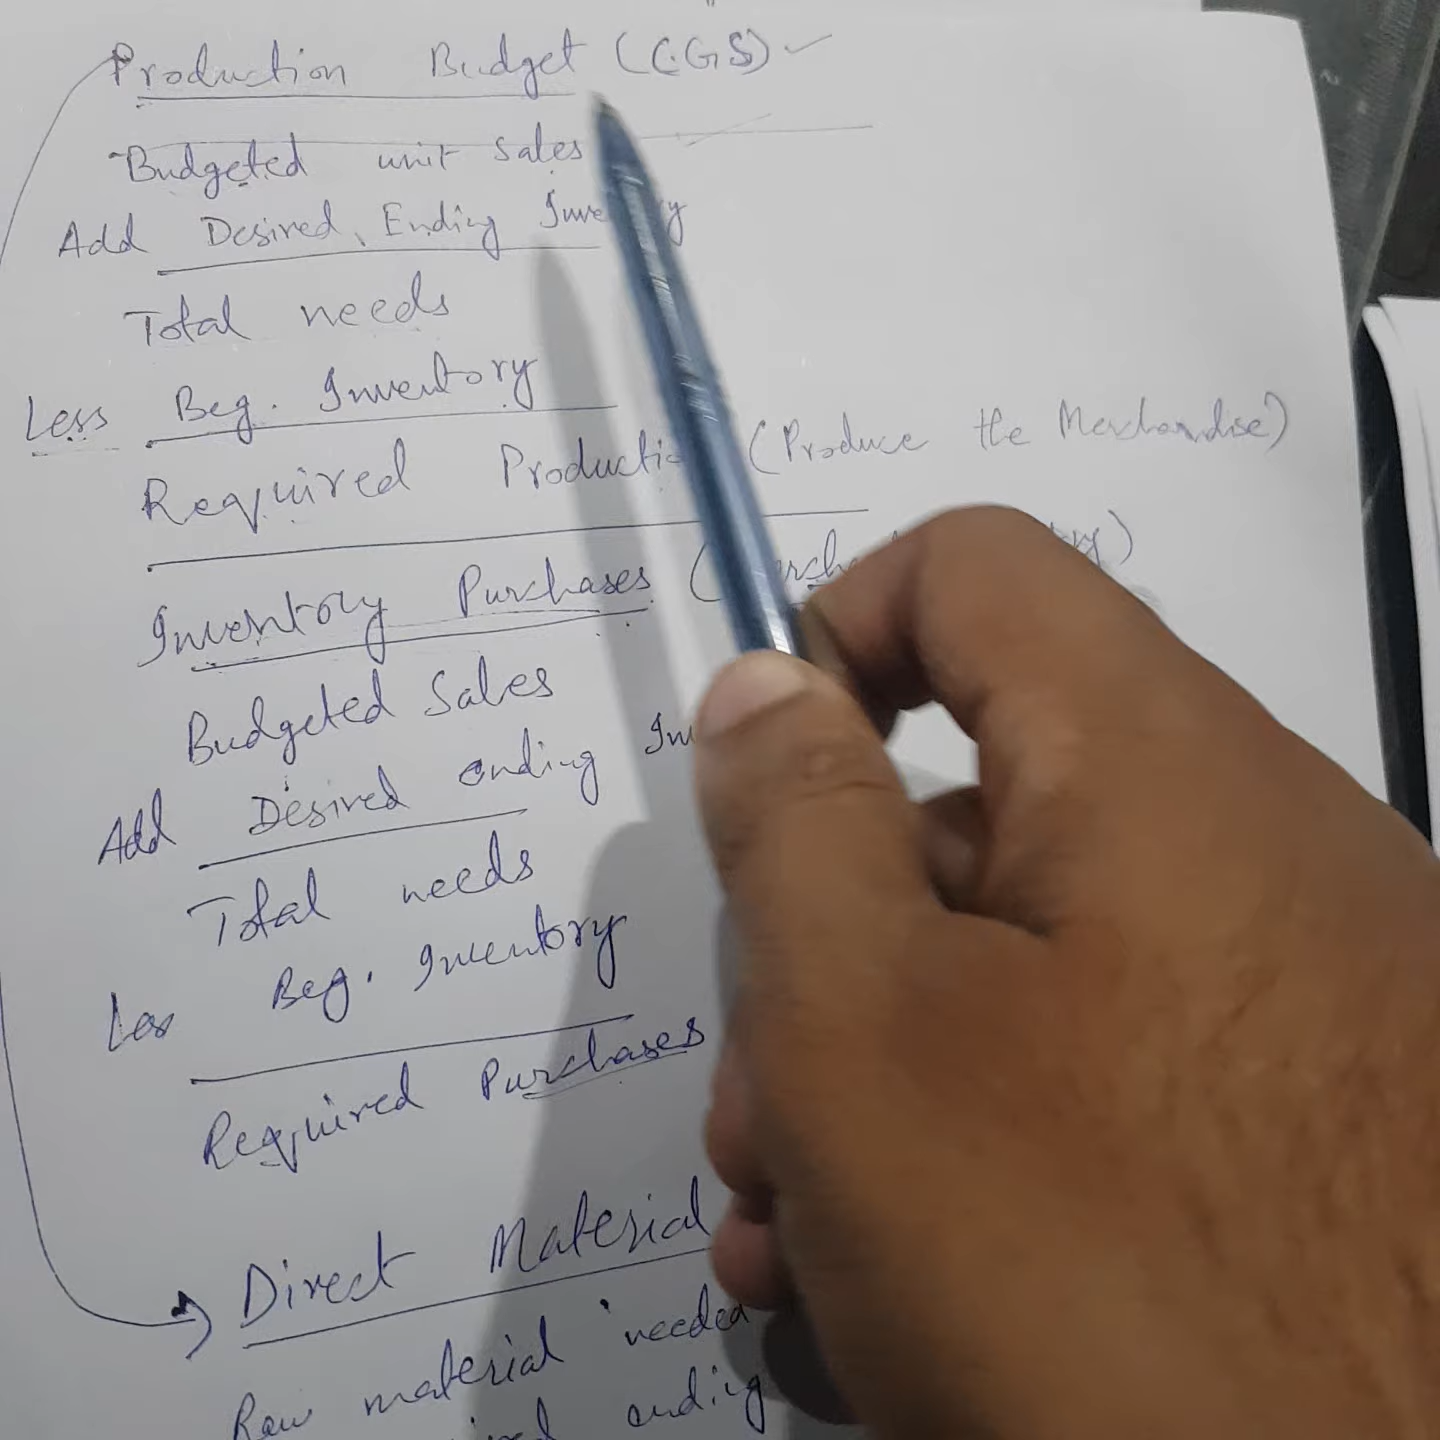 Production Budget (CGS)
Budgeted unit Sales
Add Desired Ending
Total needs
Less Beg. Inventory
Required (Produce the Merchandise)
Inventory Purchases
Budgeted Sales
Add Desired ending
Total needs
Less Beg. Inventory
Required Purchases
Direct Material
Raw material needed
ending